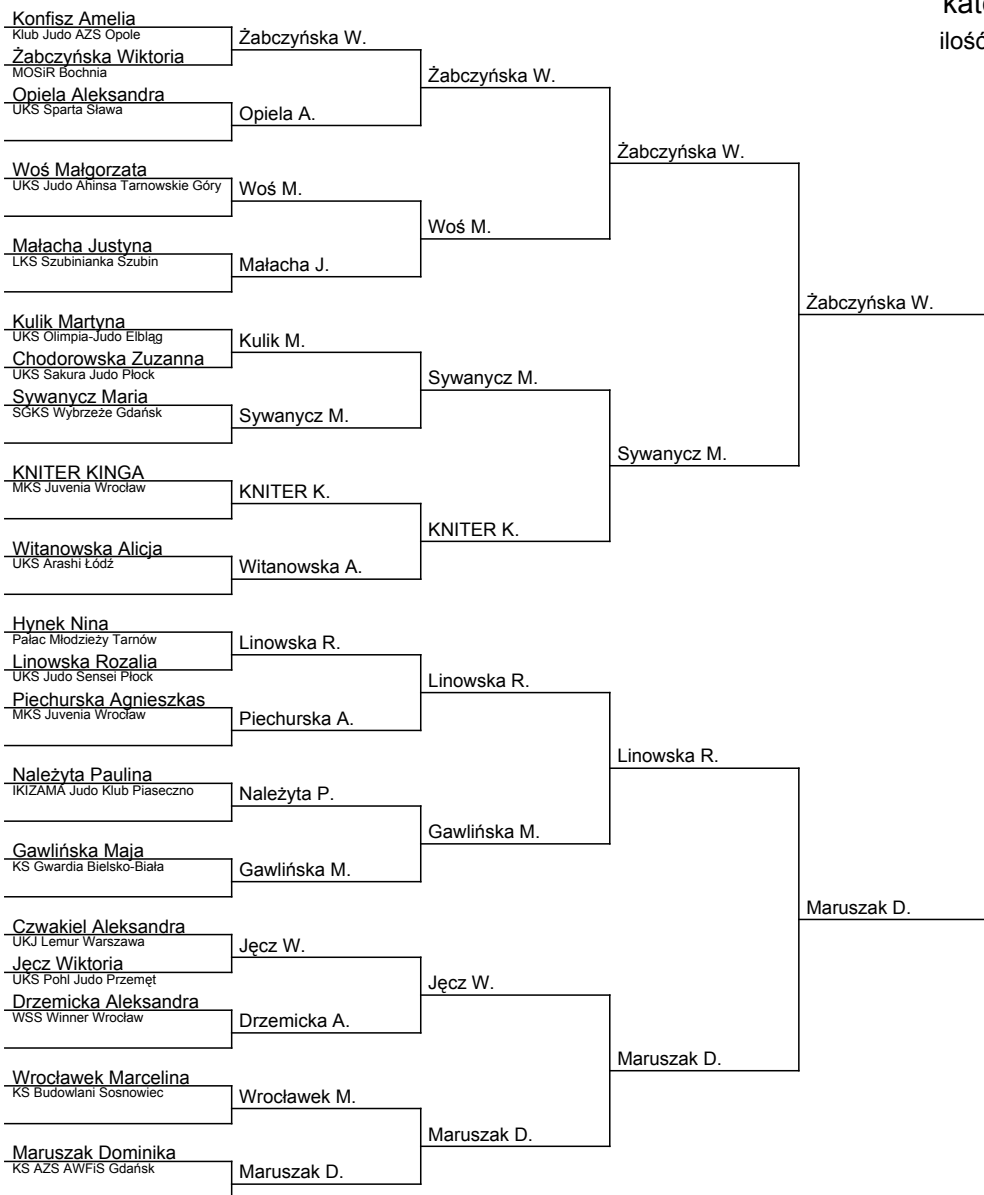 kate
ilość
Konfisz Amelia
Klub Judo AZS Opole
Żabczyńska W.
Żabczyńska Wiktoria
MOSiR Bochnia
Żabczyńska W.
Opiela Aleksandra
UKS Sparta Sława
Opiela A.
Żabczyńska W.
Woś Małgorzata
UKS Judo Ahinsa Tarnowskie Góry
Woś M.
Woś M.
Małacha Justyna
LKS Szubinianka Szubin
Małacha J.
Żabczyńska W.
Kulik Martyna
UKS Olimpia-Judo Elbląg
Kulik M.
Chodorowska Zuzanna
UKS Sakura Judo Płock
Sywanycz M.
Sywanycz Maria
SGKS Wybrzeże Gdańsk
Sywanycz M.
Sywanycz M.
KNITER KINGA
MKS Juvenia Wrocław
KNITER K.
KNITER K.
Witanowska Alicja
UKS Arashi Łódź
Witanowska A.
Hynek Nina
Pałac Młodzieży Tarnów
Linowska R.
Linowska Rozalia
UKS Judo Sensei Płock
Linowska R.
Piechurska Agnieszkas
MKS Juvenia Wrocław
Piechurska A.
Linowska R.
Należyta Paulina
IKIZAMA Judo Klub Piaseczno
Należyta P.
Gawlińska M.
Gawlińska Maja
KS Gwardia Bielsko-Biała
Gawlińska M.
Maruszak D.
Czwakiel Aleksandra
UKJ Lemur Warszawa
Jęcz W.
Jęcz Wiktoria
UKS Pohl Judo Przemęt
Jęcz W.
Drzemicka Aleksandra
WSS Winner Wrocław
Drzemicka A.
Maruszak D.
Wrocławek Marcelina
KS Budowlani Sosnowiec
Wrocławek M.
Maruszak D.
Maruszak Dominika
KS AZS AWFiS Gdańsk
Maruszak D.